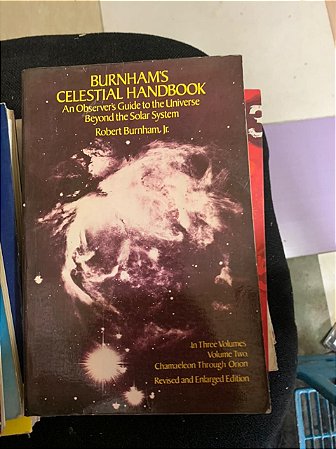 BURNHAM'S
CELESTIAL HANDBOOK
An Observer's Guide to the Universe
Beyond the Solar System
Robert Burnham, Jr.
In Three Volumes
Volume Two,
Chamaeleon Through Orion
Revised and Enlarged Edition
3